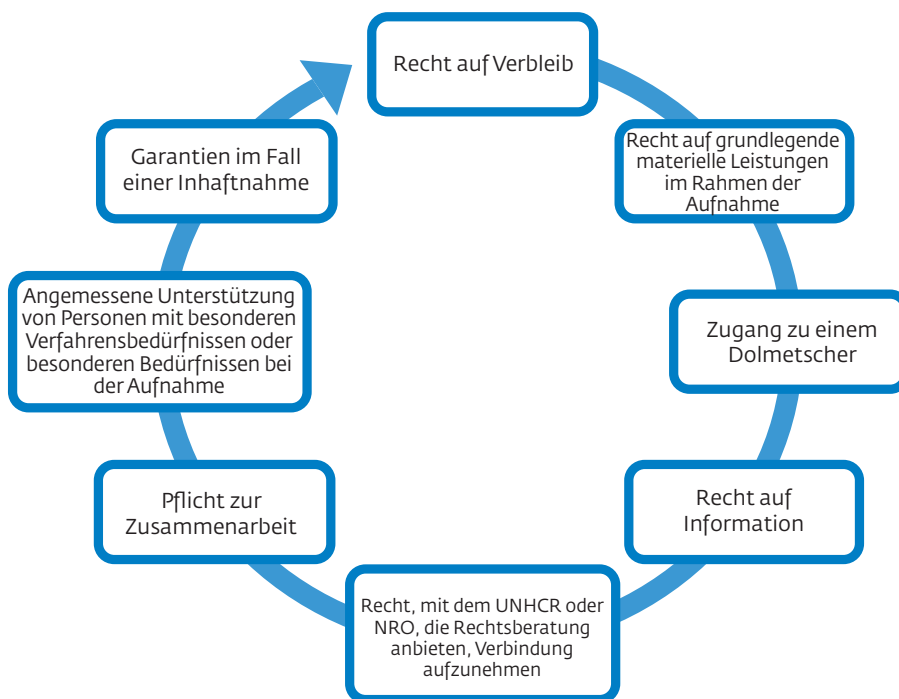 Recht auf Verbleib
Recht auf grundlegende
materielle Leistungen
im Rahmen der
Aufnahme
Zugang zu einem
Dolmetscher
Recht auf
Information
Recht, mit dem UNHCR oder
NRO, die Rechtsberatung
anbieten, Verbindung
aufzunehmen
Pflicht zur
Zusammenarbeit
Angemessene Unterstützung
von Personen mit besonderen
Verfahrensbedürfnissen oder
besonderen Bedürfnissen bei
der Aufnahme
Garantien im Fall
einer Inhaftnahme